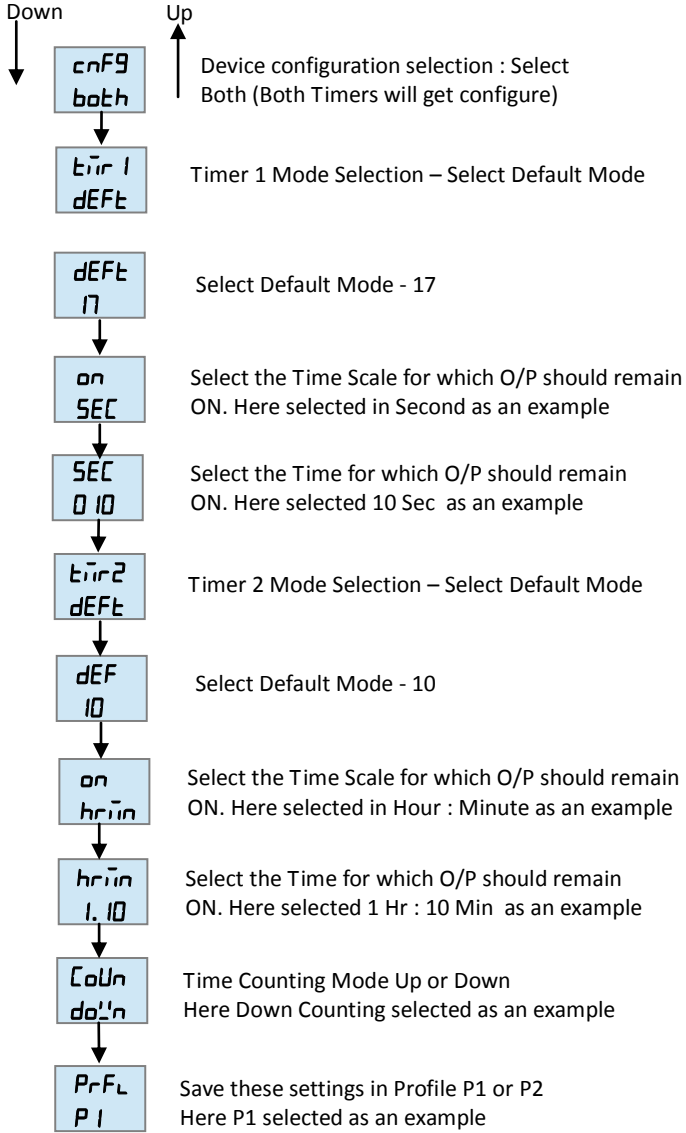 Down Up
cnF9
both
Device configuration selection : Select
Both (Both Timers will get configure)
tmr 1
dEFt
Timer 1 Mode Selection – Select Default Mode
dEFt
17
Select Default Mode - 17
on
SEC
Select the Time Scale for which O/P should remain
ON. Here selected in Second as an example
SEC
0 10
Select the Time for which O/P should remain
ON. Here selected 10 Sec as an example
tmr2
dEFt
Timer 2 Mode Selection – Select Default Mode
dEF
10
Select Default Mode - 10
on
hrmn
Select the Time Scale for which O/P should remain
ON. Here selected in Hour : Minute as an example
hrmn
1. 10
Select the Time for which O/P should remain
ON. Here selected 1 Hr : 10 Min as an example
CoUn
down
Time Counting Mode Up or Down
Here Down Counting selected as an example
PrFL
P 1
Save these settings in Profile P1 or P2
Here P1 selected as an example